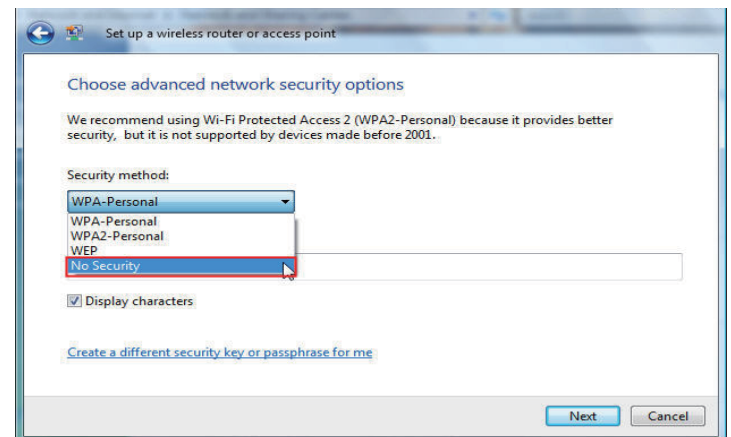 Set up a wireless router or access point
Choose advanced network security options
We recommend using Wi-Fi Protected Access 2 (WPA2-Personal) because it provides better
security, but it is not supported by devices made before 2001.
Security method:
WPA-Personal
WPA-Personal
WPA2-Personal
WEP
No Security
Display characters
Create a different security key or passphrase for me
Next
Cancel